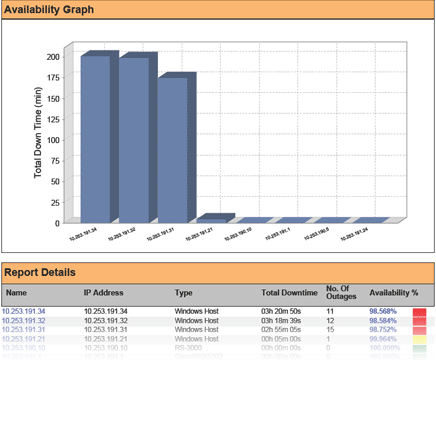 Availability Graph
Total Down Time (min)
200
175
150
125
100
75
50
25
0
10.253.191.34
10.253.191.32
10.253.191.31
10.253.191.21
10.253.190.10
10.253.191.1
10.253.190.5
10.253.191.24
Report Details
Name IP Address Type Total Downtime No. Of Outages Availability %
10.253.191.34 10.253.191.34 Windows Host 03h 20m 50s 11 98.568%
10.253.191.32 10.253.191.32 Windows Host 03h 18m 39s 12 98.584%
10.253.191.31 10.253.191.31 Windows Host 02h 55m 05s 15 98.752%
10.253.191.21 10.253.191.21 Windows Host 00h 05m 00s 1 99.964%
10.253.190.10 10.253.190.10 RS-3000 00h 00m 00s 0